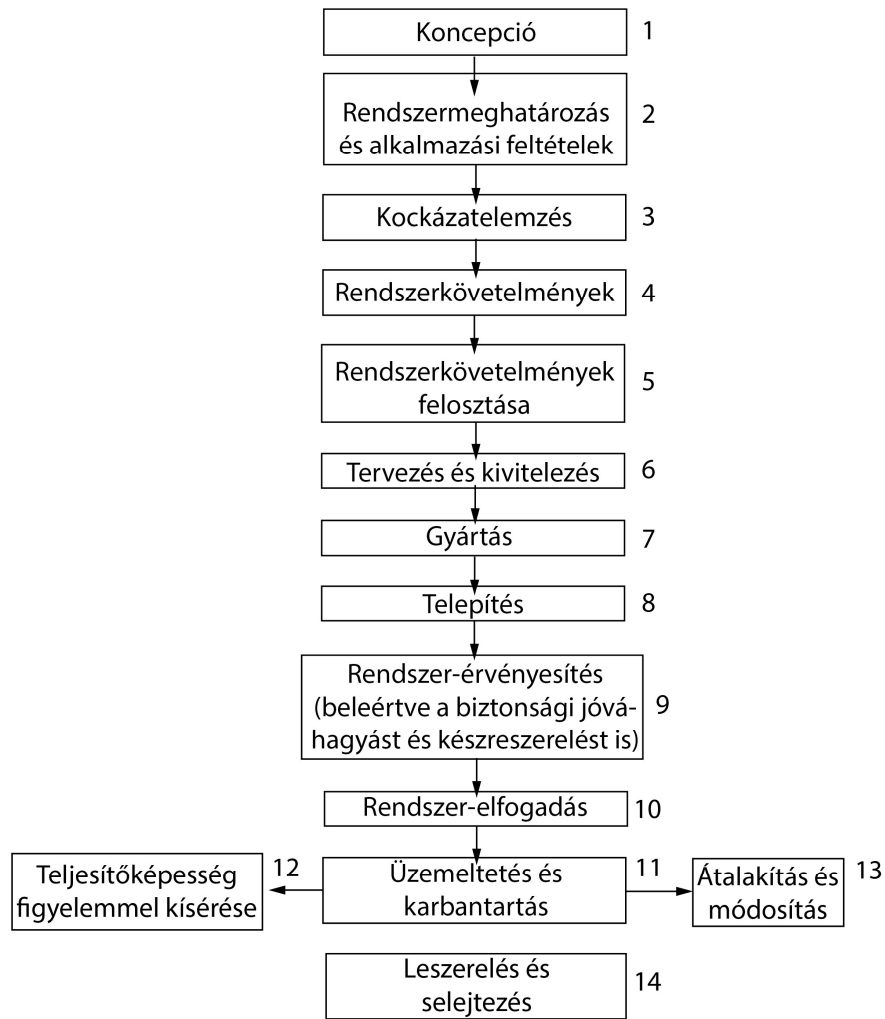 Koncepció
1
Rendszermeghatározás
és alkalmazási feltételek
2
Kockázatelemzés
3
Rendszerkövetelmények
4
Rendszerkövetelmények
felosztása
5
Tervezés és kivitelezés
6
Gyártás
7
Telepítés
8
Rendszer-érvényesítés
(beleértve a biztonsági jóvá-
hagyást és készreszerelést is)
9
Rendszer-elfogadás
10
Teljesítőképesség
figyelemmel kísérése
12
Üzemeltetés és
karbantartás
11
Átalakítás és
módosítás
13
Leszerelés és
selejtezés
14